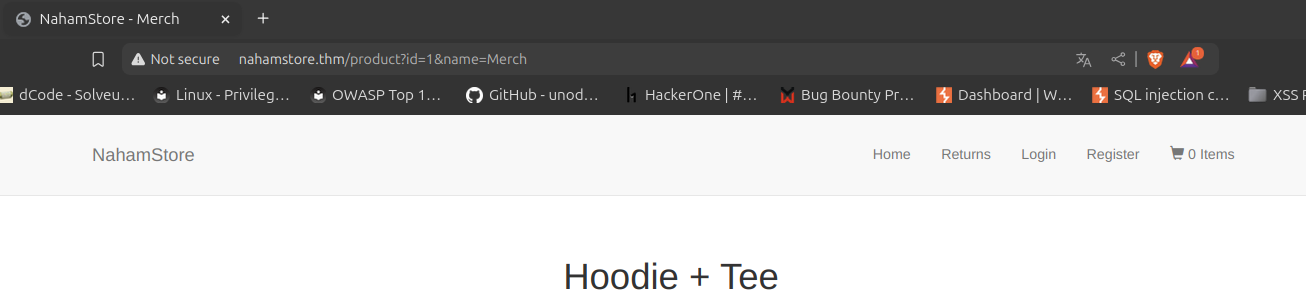 NahamStore - Merch
Not secure nahamstore.thm/product?id=1&name=Merch 1
dCode - Solveu… Linux - Privileg… OWASP Top 1… GitHub - unod… HackerOne | #… Bug Bounty Pr… Dashboard | W… SQL injection c… XSS
NahamStore Home Returns Login Register 0 Items
Hoodie + Tee